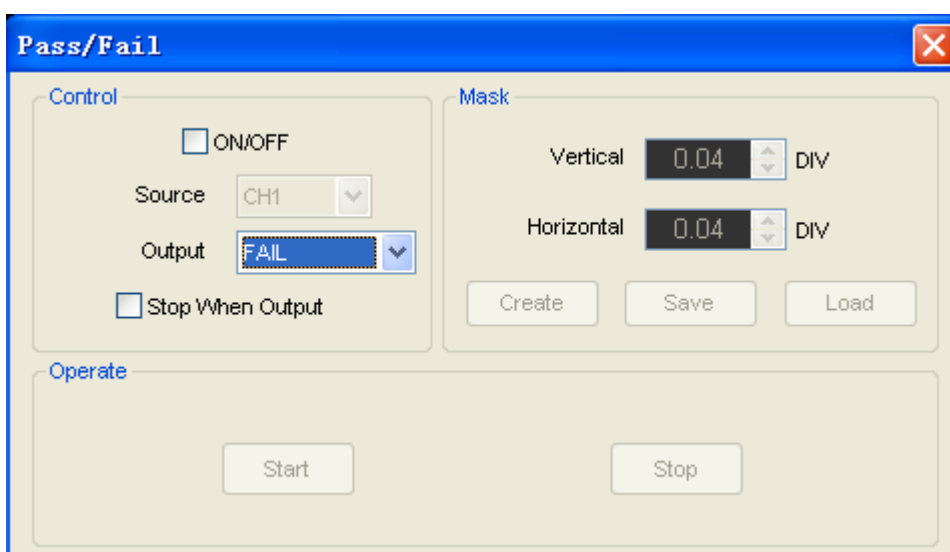 Pass/Fail
Control
ON/OFF
Source CH1
Output FAIL
Stop When Output
Mask
Vertical 0.04 DIV
Horizontal 0.04 DIV
Create Save Load
Operate
Start Stop